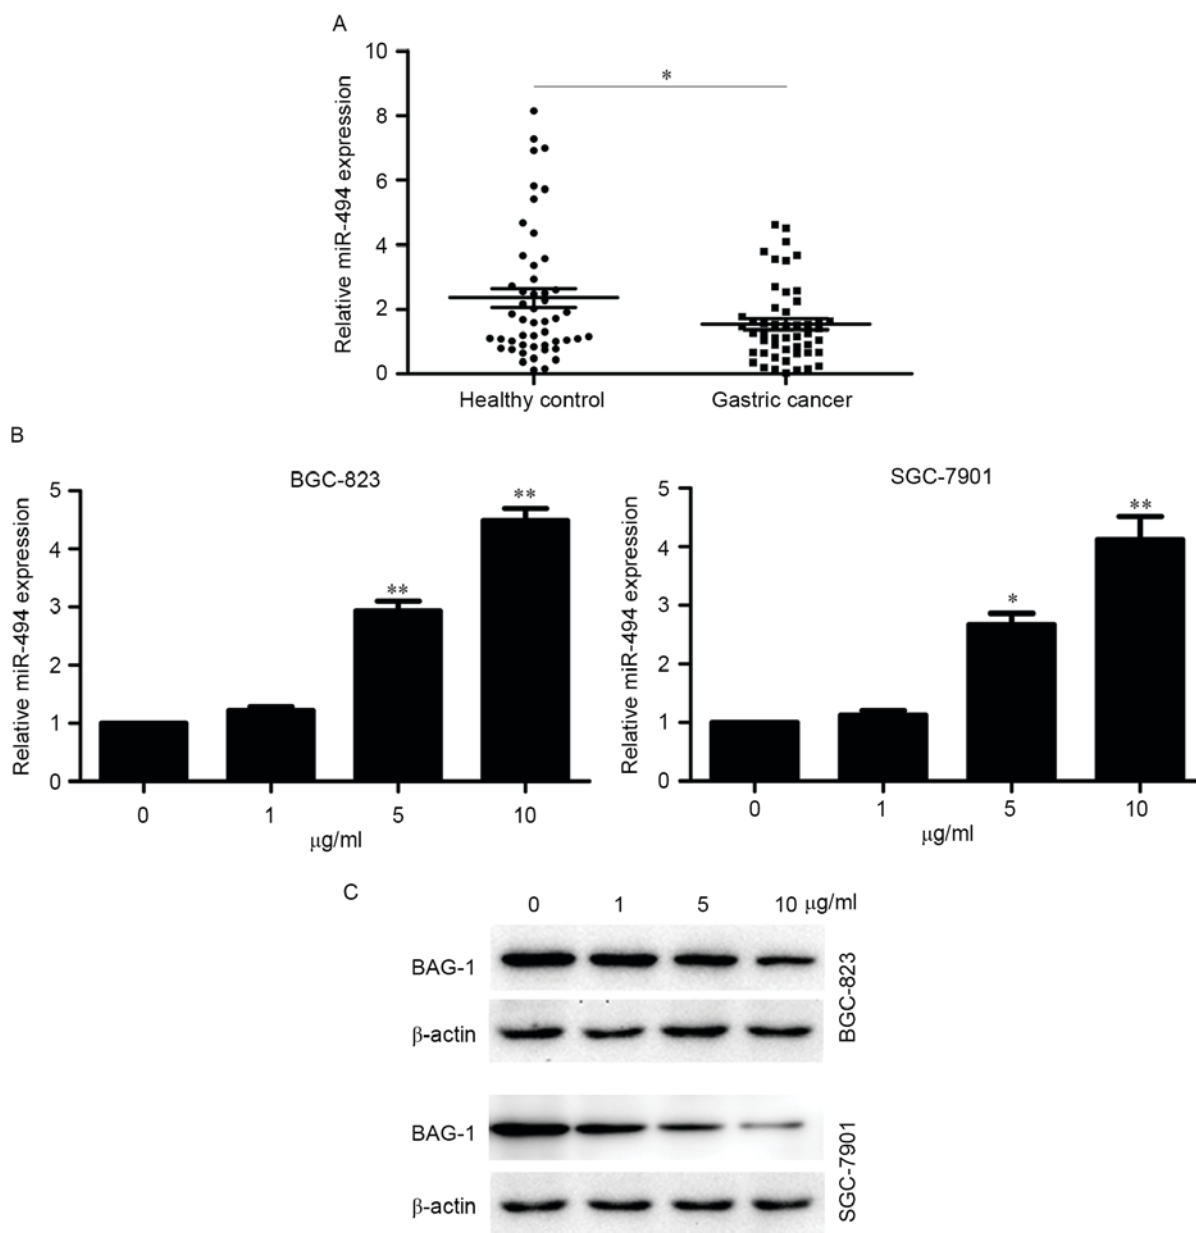 A
10
8
6
4
2
0
Relative miR-494 expression
*
Healthy control
Gastric cancer
B
BGC-823
5
4
3
2
1
0
Relative miR-494 expression
**
**
0 1 5 10
μg/ml
SGC-7901
5
4
3
2
1
0
Relative miR-494 expression
*
**
0 1 5 10
μg/ml
C
0 1 5 10 μg/ml
BAG-1
β-actin
BGC-823
BAG-1
β-actin
SGC-7901